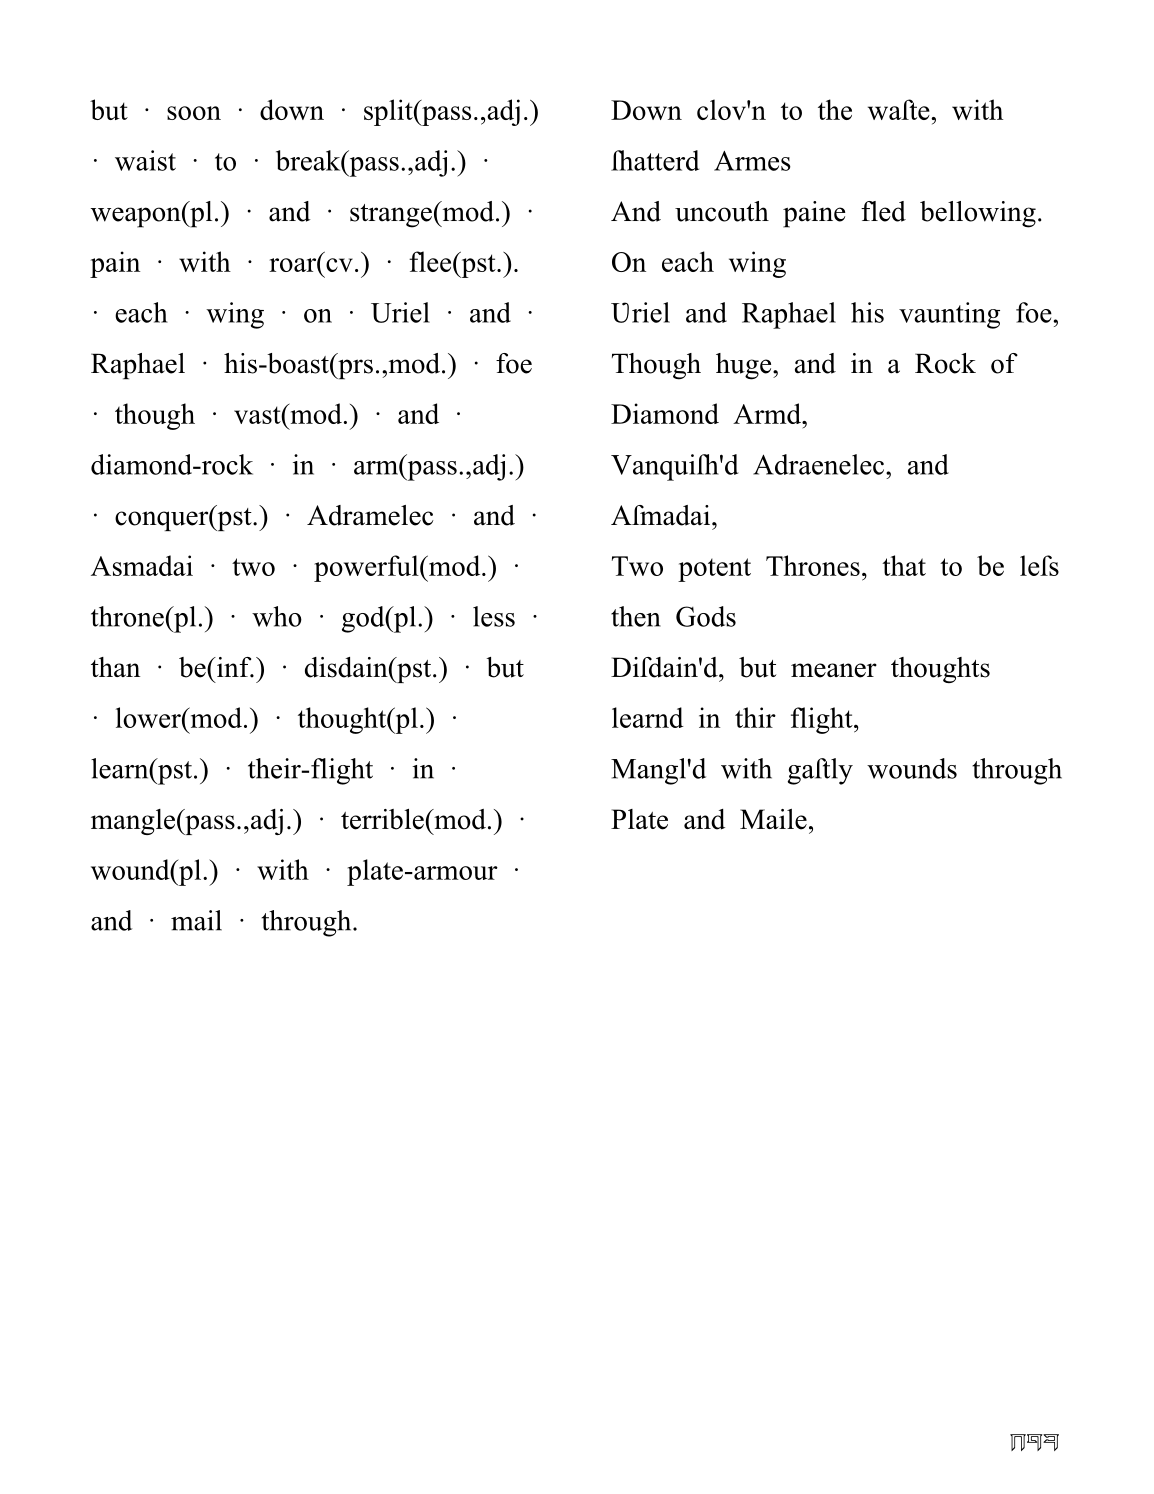 but · soon · down · split(pass.,adj.)
· waist · to · break(pass.,adj.) ·
weapon(pl.) · and · strange(mod.) ·
pain · with · roar(cv.) · flee(pst.).
· each · wing · on · Uriel · and ·
Raphael · his-boast(prs.,mod.) · foe
· though · vast(mod.) · and ·
diamond-rock · in · arm(pass.,adj.)
· conquer(pst.) · Adramelec · and ·
Asmadai · two · powerful(mod.) ·
throne(pl.) · who · god(pl.) · less ·
than · be(inf.) · disdain(pst.) · but
· lower(mod.) · thought(pl.) ·
learn(pst.) · their-flight · in ·
mangle(pass.,adj.) · terrible(mod.) ·
wound(pl.) · with · plate-armour ·
and · mail · through.
Down clov'n to the waſte, with
ſhatterd Armes
And uncouth paine fled bellowing.
On each wing
Uriel and Raphael his vaunting foe,
Though huge, and in a Rock of
Diamond Armd,
Vanquiſh'd Adraenelec, and
Aſmadai,
Two potent Thrones, that to be leſs
then Gods
Diſdain'd, but meaner thoughts
learnd in thir flight,
Mangl'd with gaſtly wounds through
Plate and Maile,